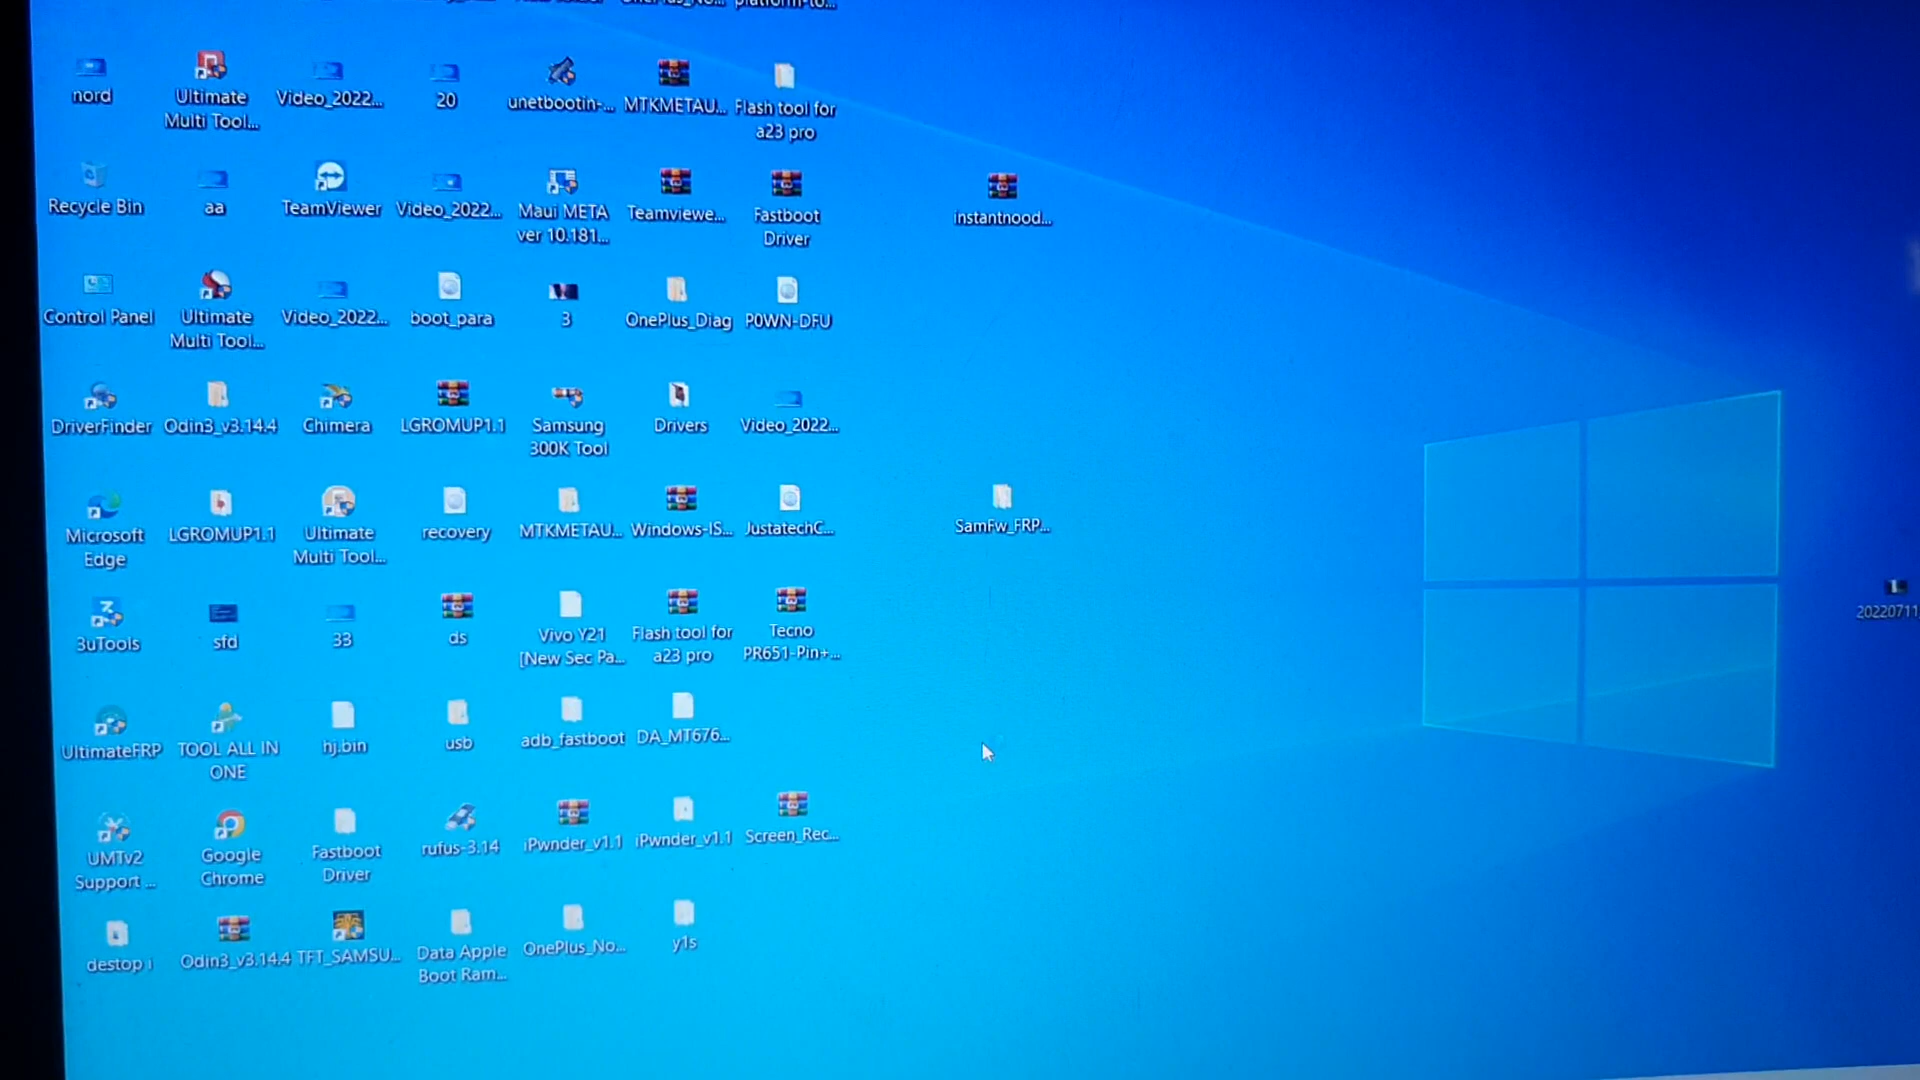 platform-to...
nord
Ultimate
Multi Tool...
Video_2022...
20
unetbootin-...
MTKMETAU...
Flash tool for
a23 pro
Recycle Bin
aa
TeamViewer
Video_2022...
Maui META
ver 10.181...
Teamviewe...
Fastboot
Driver
instantnood...
Control Panel
Ultimate
Multi Tool...
Video_2022...
boot_para
3
OnePlus_Diag
P0WN-DFU
DriverFinder
Odin3_v3.14.4
Chimera
LGROMUP1.1
Samsung
300K Tool
Drivers
Video_2022...
Microsoft
Edge
LGROMUP1.1
Ultimate
Multi Tool...
recovery
MTKMETAU...
Windows-IS...
JustatechC...
SamFw_FRP...
3uTools
sfd
33
ds
Vivo Y21
[New Sec Pa...
Flash tool for
a23 pro
Tecno
PR651-Pin+...
20220711
UltimateFRP
TOOL ALL IN
ONE
hj.bin
usb
adb_fastboot
DA_MT676...
UMTv2
Support ...
Google
Chrome
Fastboot
Driver
rufus-3.14
iPwnder_v1.1
iPwnder_v1.1
Screen_Rec...
destop i
Odin3_v3.14.4
TFT_SAMSU...
Data Apple
Boot Ram...
OnePlus_No...
y1s